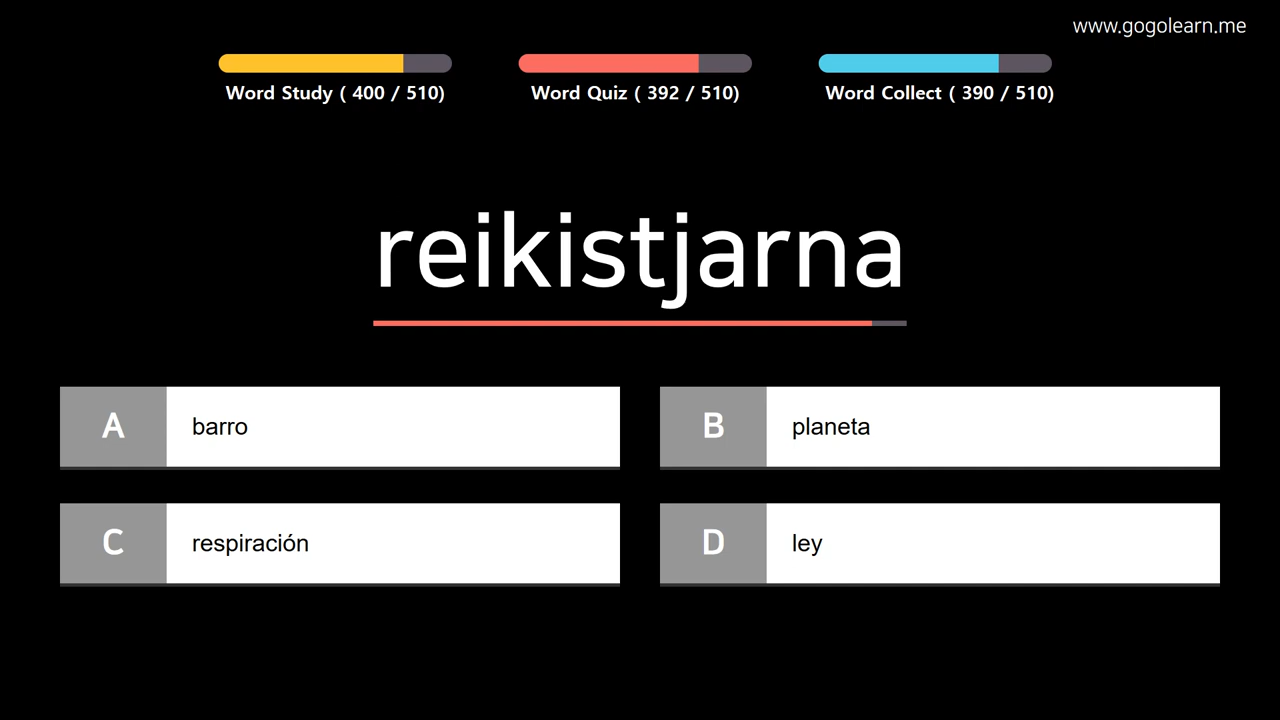 www.gogolearn.me
Word Study ( 400 / 510)
Word Quiz ( 392 / 510)
Word Collect ( 390 / 510)
reikistjarna
A barro
B planeta
C respiración
D ley